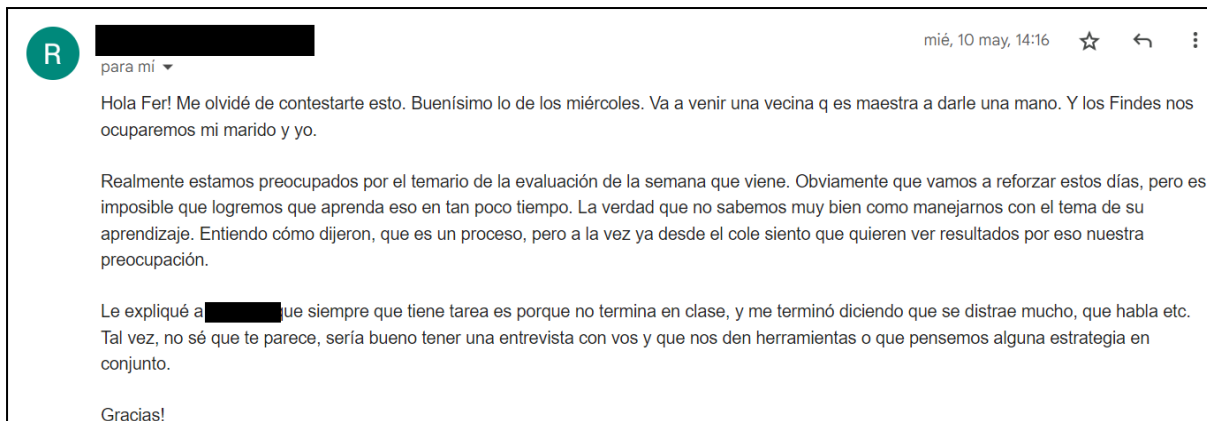 R
mié, 10 may, 14:16
para mí
Hola Fer! Me olvidé de contestarte esto. Buenísimo lo de los miércoles. Va a venir una vecina q es maestra a darle una mano. Y los Findes nos
ocuparemos mi marido y yo.
Realmente estamos preocupados por el temario de la evaluación de la semana que viene. Obviamente que vamos a reforzar estos días, pero es
imposible que logremos que aprenda eso en tan poco tiempo. La verdad que no sabemos muy bien como manejarnos con el tema de su
aprendizaje. Entiendo cómo dijeron, que es un proceso, pero a la vez ya desde el cole siento que quieren ver resultados por eso nuestra
preocupación.
Le expliqué a que siempre que tiene tarea es porque no termina en clase, y me terminó diciendo que se distrae mucho, que habla etc.
Tal vez, no sé que te parece, sería bueno tener una entrevista con vos y que nos den herramientas o que pensemos alguna estrategia en
conjunto.
Gracias!